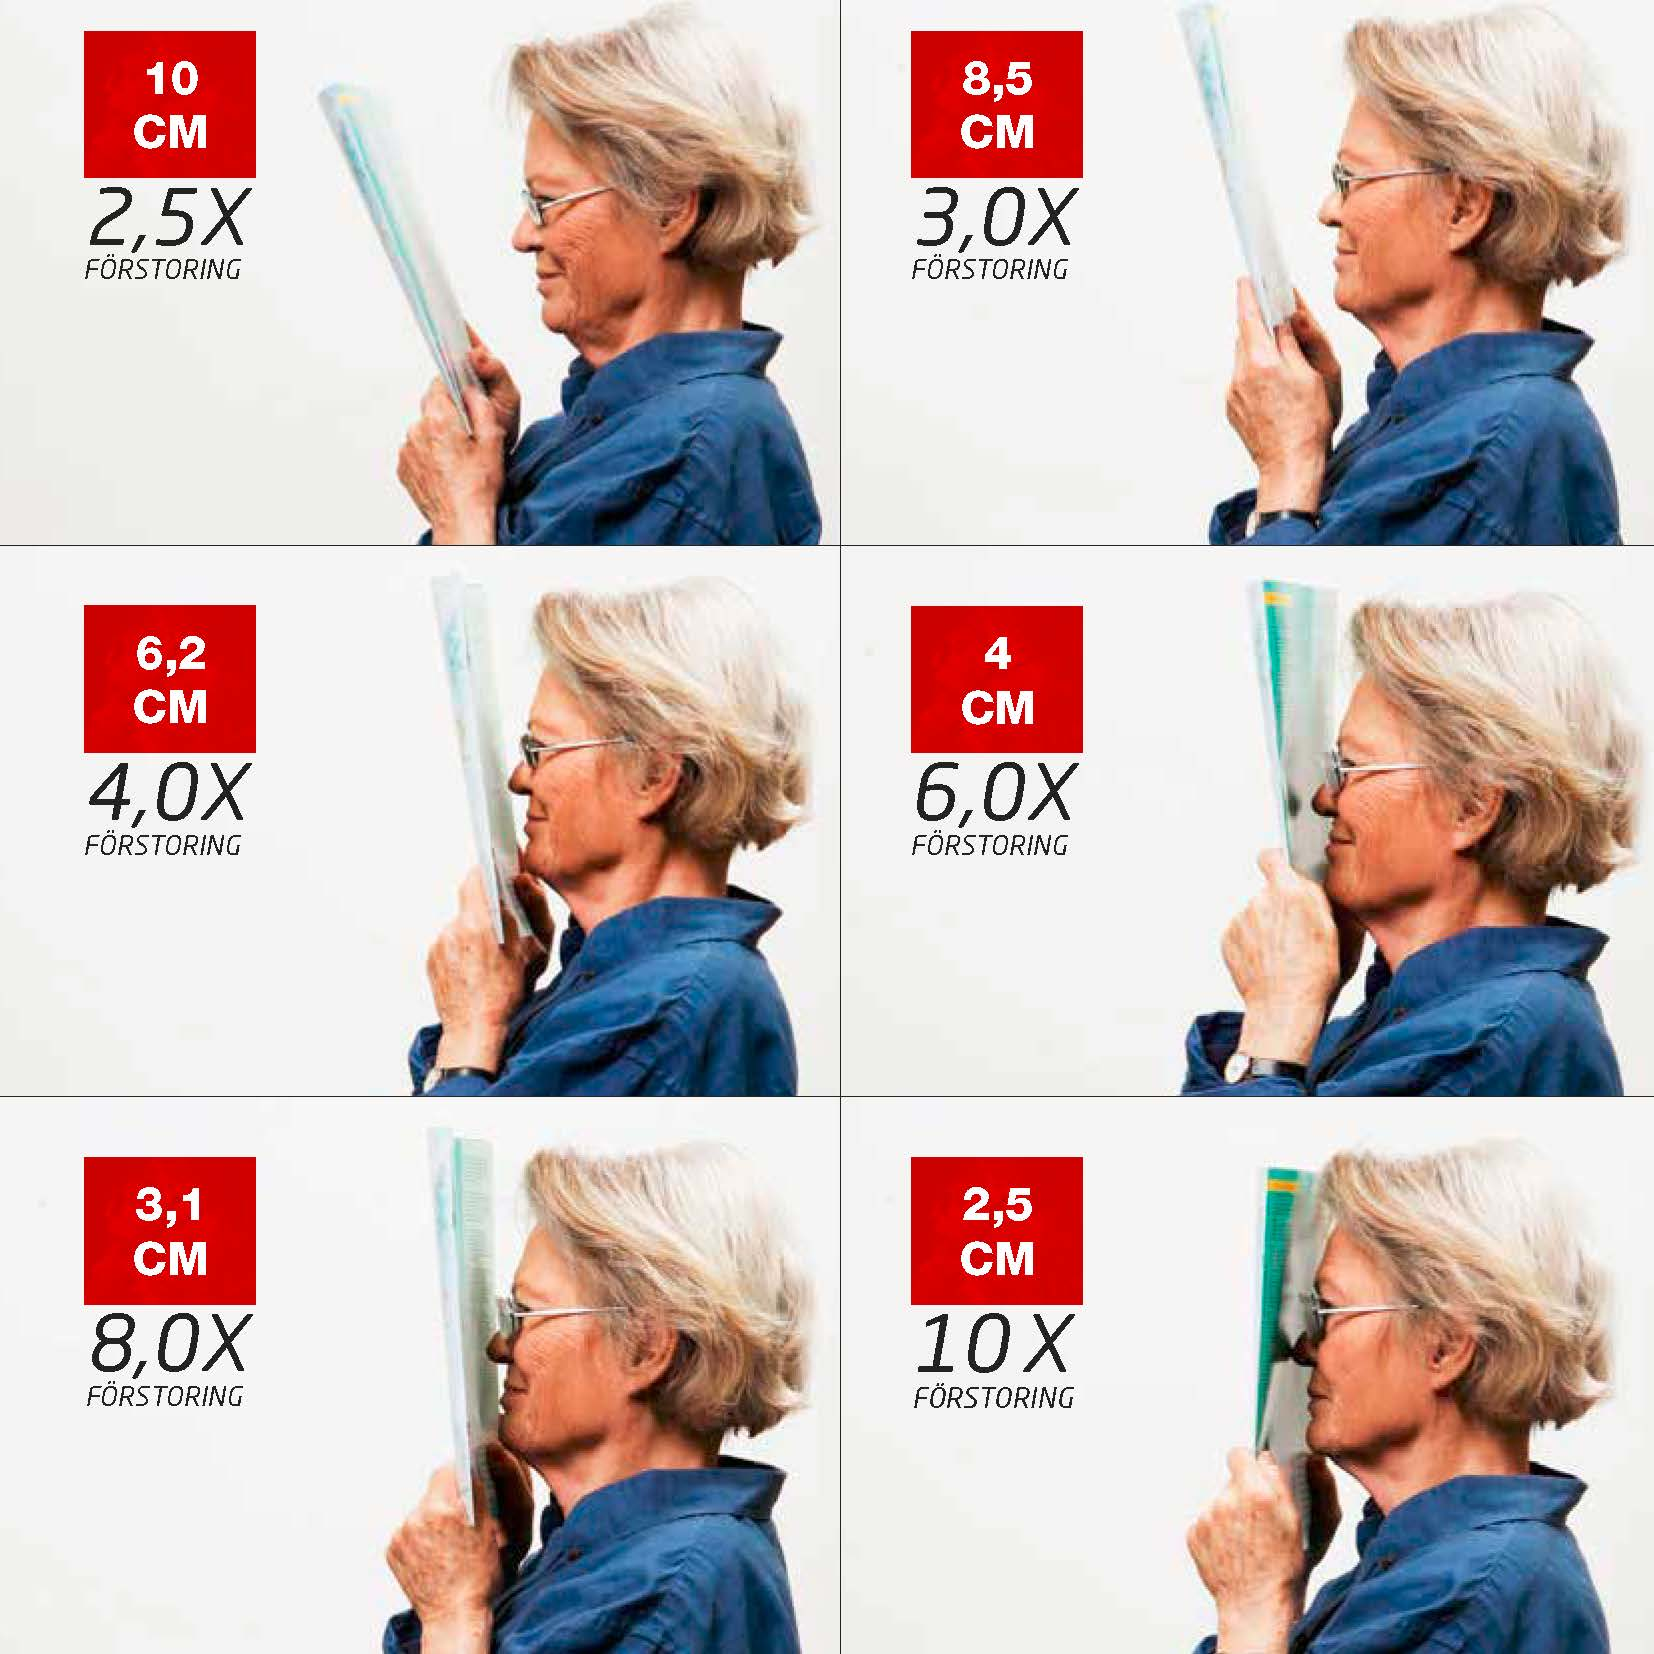 10
CM
2,5X
FÖRSTORING
8,5
CM
3,0X
FÖRSTORING
6,2
CM
4,0X
FÖRSTORING
4
CM
6,0X
FÖRSTORING
3,1
CM
8,0X
FÖRSTORING
2,5
CM
10X
FÖRSTORING